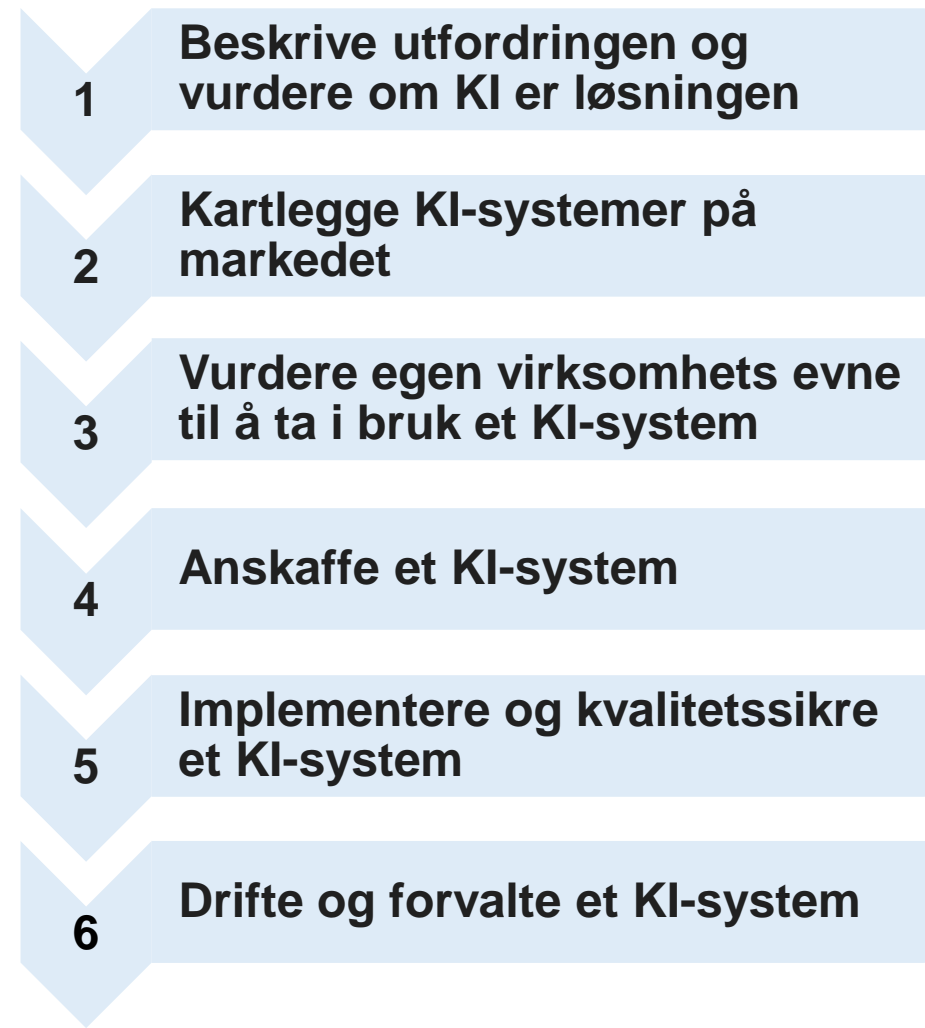 1
Beskrive utfordringen og
vurdere om KI er løsningen
2
Kartlegge KI-systemer på
markedet
3
Vurdere egen virksomhets evne
til å ta i bruk et KI-system
4
Anskaffe et KI-system
5
Implementere og kvalitetssikre
et KI-system
6
Drifte og forvalte et KI-system